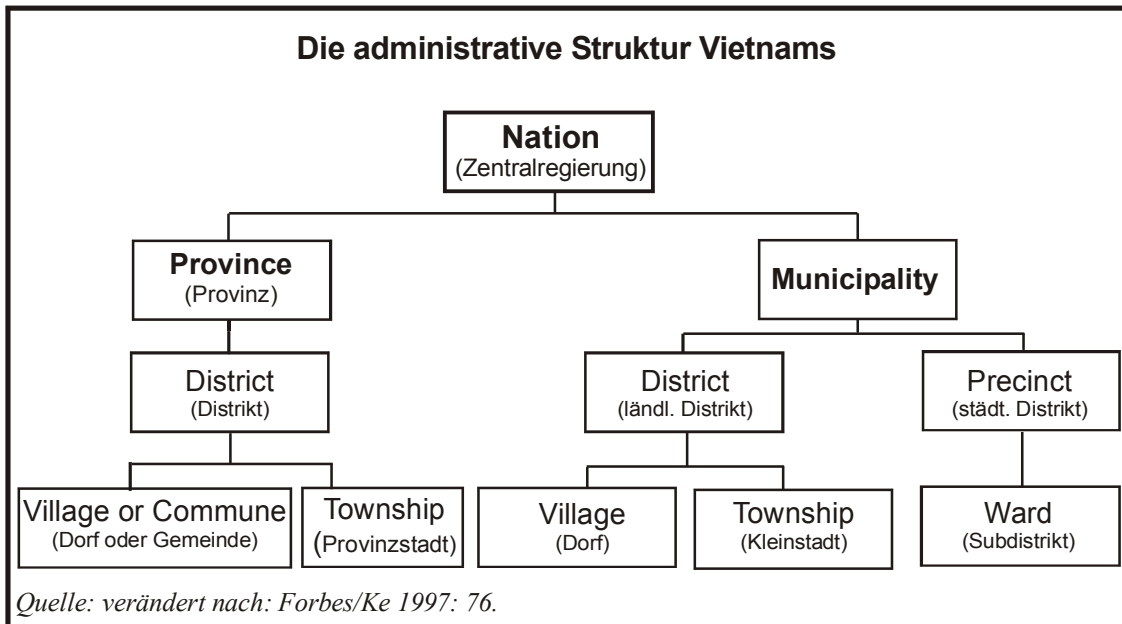 Die administrative Struktur Vietnams
Nation
(Zentralregierung)
Province
(Provinz)
Municipality
District
(Distrikt)
District
(ländl. Distrikt)
Precinct
(städt. Distrikt)
Village or Commune
(Dorf oder Gemeinde)
Township
(Provinzstadt)
Village
(Dorf)
Township
(Kleinstadt)
Ward
(Subdistrikt)
Quelle: verändert nach: Forbes/Ke 1997: 76.